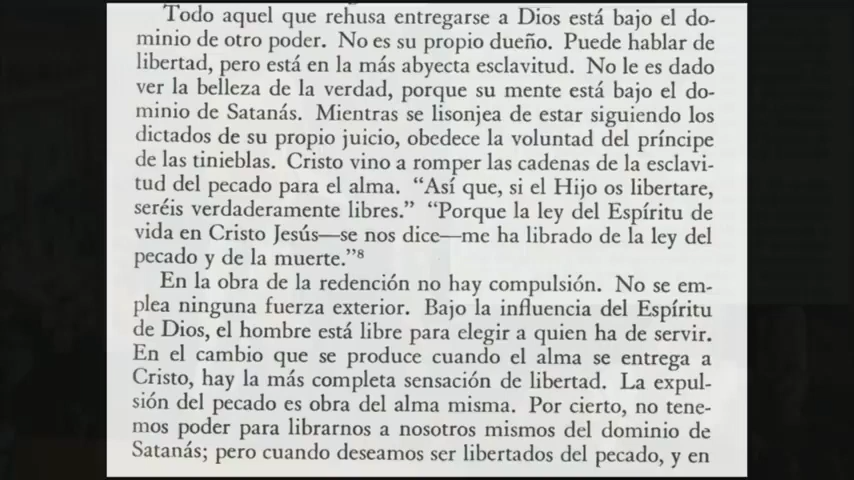 Todo aquel que rehusa entregarse a Dios está bajo el do-
minio de otro poder. No es su propio dueño. Puede hablar de
libertad, pero está en la más abyecta esclavitud. No le es dado
ver la belleza de la verdad, porque su mente está bajo el do-
minio de Satanás. Mientras se lisonjea de estar siguiendo los
dictados de su propio juicio, obedece la voluntad del príncipe
de las tinieblas. Cristo vino a romper las cadenas de la esclavi-
tud del pecado para el alma. “Así que, si el Hijo os libertare,
seréis verdaderamente libres.” “Porque la ley del Espíritu de
vida en Cristo Jesús—se nos dice—me ha librado de la ley del
pecado y de la muerte.”⁸
En la obra de la redención no hay compulsión. No se em-
plea ninguna fuerza exterior. Bajo la influencia del Espíritu
de Dios, el hombre está libre para elegir a quien ha de servir.
En el cambio que se produce cuando el alma se entrega a
Cristo, hay la más completa sensación de libertad. La expul-
sión del pecado es obra del alma misma. Por cierto, no tene-
mos poder para librarnos a nosotros mismos del dominio de
Satanás; pero cuando deseamos ser libertados del pecado, y en